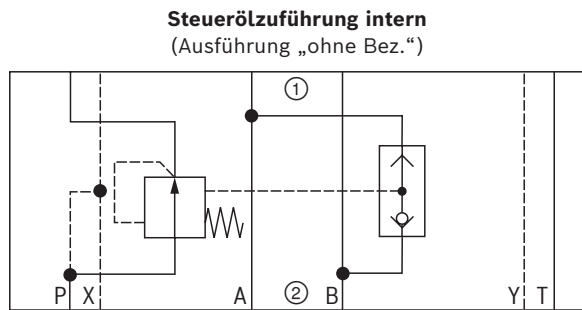 Steuerölzuführung intern
(Ausführung „ohne Bez.“)
①
P X A ② B Y T